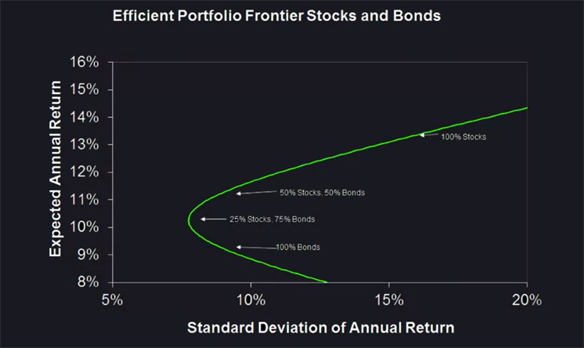 Efficient Portfolio Frontier Stocks and Bonds
Expected Annual Return
16%
15%
14%
13%
12%
11%
10%
9%
8%
100% Stocks
50% Stocks, 50% Bonds
25% Stocks, 75% Bonds
100% Bonds
5%
10%
15%
20%
Standard Deviation of Annual Return